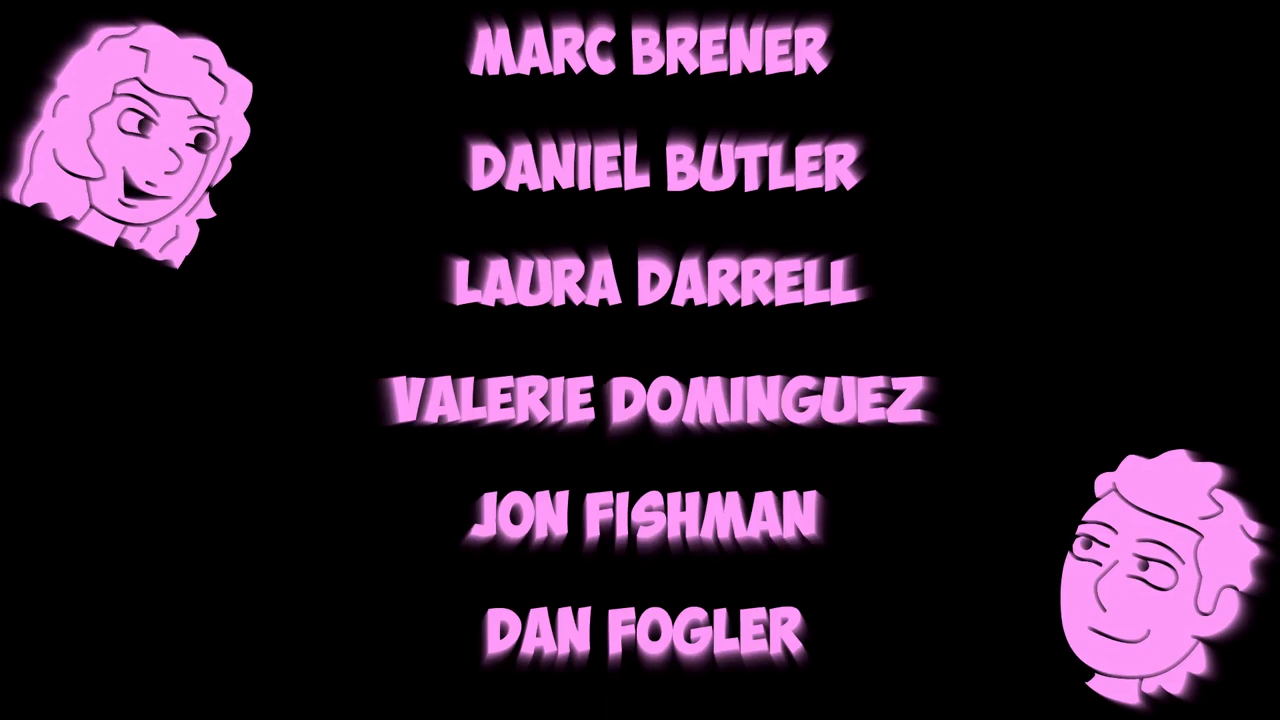 MARC BRENER
DANIEL BUTLER
LAURA DARRELL
VALERIE DOMINGUEZ
JON FISHMAN
DAN FOGLER